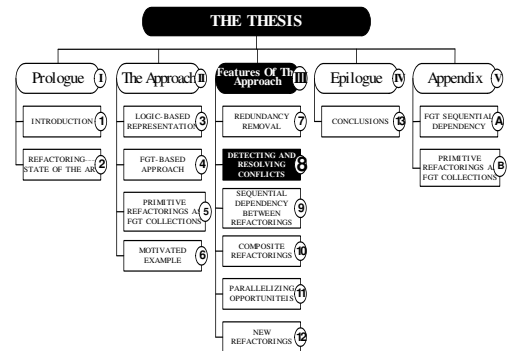 THE THESIS
Prologue I
INTRODUCTION 1
REFACTORING
STATE OF THE AR 2
The Approach II
LOGIC-BASED
REPRESENTATION 3
FGT-BASED
APPROACH 4
PRIMITIVE
REFACTORINGS A
FGT COLLECTIONS 5
MOTIVATED
EXAMPLE 6
Features Of Th
Approach III
REDUNDANCY
REMOVAL 7
DETECTING AND
RESOLVING
CONFLICTS 8
SEQUENTIAL
DEPENDENCY
BETWEEN
REFACTORINGS 9
COMPOSITE
REFACTORINGS 10
PARALLELIZING
OPPORTUNITEIS 11
NEW
REFACTORINGS 12
Epilogue IV
CONCLUSIONS 13
Appendix V
FGT SEQUENTIAL
DEPENDENCY A
PRIMITIVE
REFACTORINGS A
FGT COLLECTIONS B